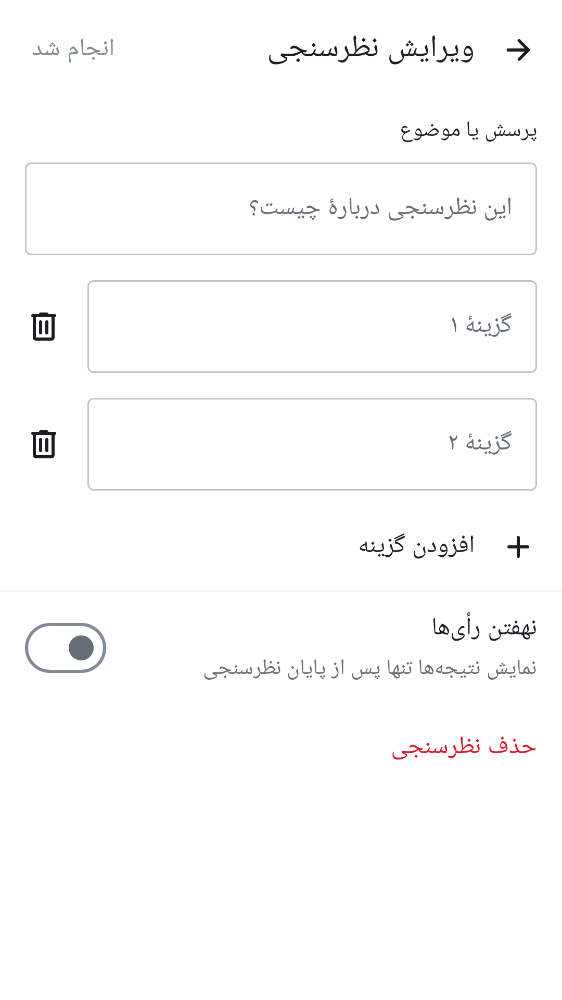 ویرایش نظرسنجی
انجام شد
پرسش یا موضوع
این نظرسنجی دربارهٔ چیست؟
گزینهٔ ۱
گزینهٔ ۲
افزودن گزینه
نهفتن رأی‌ها
نمایش نتیجه‌ها تنها پس از پایان نظرسنجی
حذف نظرسنجی